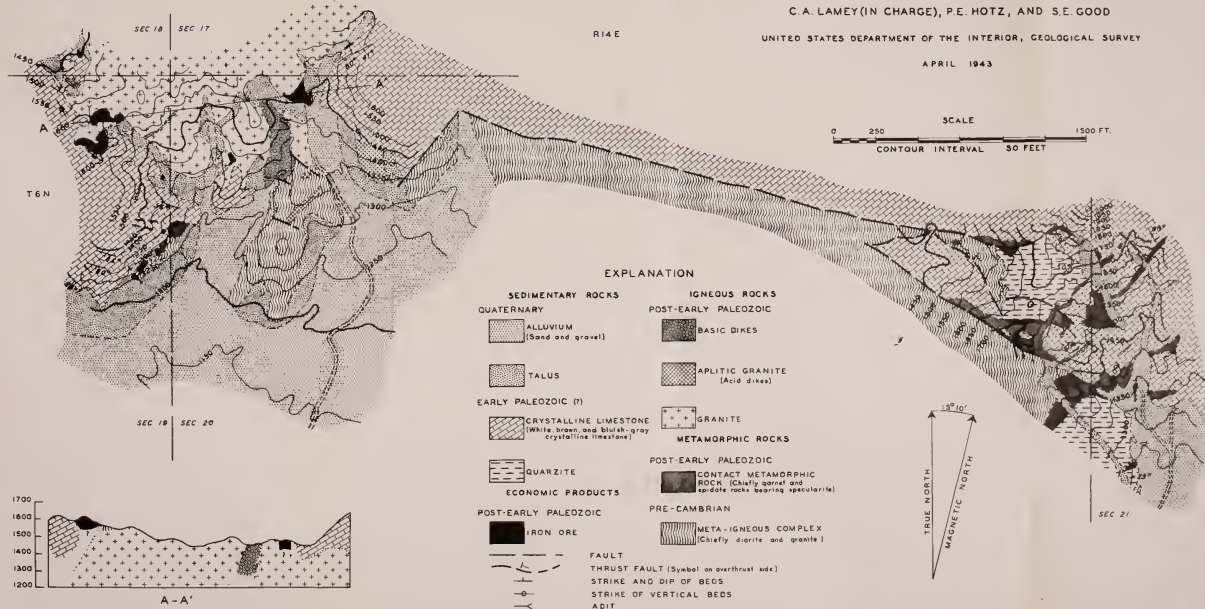 C.A. LAMEY (IN CHARGE), P.E. HOTZ, AND S.E. GOOD
UNITED STATES DEPARTMENT OF THE INTERIOR, GEOLOGICAL SURVEY
APRIL 1943
SEC 18 SEC 17
R14E
SCALE
0 250 1500 FT.
CONTOUR INTERVAL 50 FEET
1450
1500
1550
A
A'
T6N
1300
1350
SEC 19 SEC 20
SEC 21
EXPLANATION
SEDIMENTARY ROCKS
QUATERNARY
ALLUVIUM
(Sand and gravel)
TALUS
EARLY PALEOZOIC (?)
CRYSTALLINE LIMESTONE
(White, brown, and bluish-gray
crystalline limestone)
QUARZITE
ECONOMIC PRODUCTS
POST-EARLY PALEOZOIC
IRON ORE
IGNEOUS ROCKS
POST-EARLY PALEOZOIC
BASIC DIKES
APLITIC GRANITE
(Acid dikes)
GRANITE
METAMORPHIC ROCKS
POST-EARLY PALEOZOIC
CONTACT METAMORPHIC
ROCK (Chiefly garnet and
epidote rocks bearing specularite)
PRE-CAMBRIAN
META-IGNEOUS COMPLEX
(Chiefly diorite and granite)
FAULT
THRUST FAULT (Symbol on overthrust side)
STRIKE AND DIP OF BEDS
STRIKE OF VERTICAL BEDS
ADIT
15°10'
TRUE NORTH
MAGNETIC NORTH
1700
1600
1500
1400
1300
1200
?
A-A'